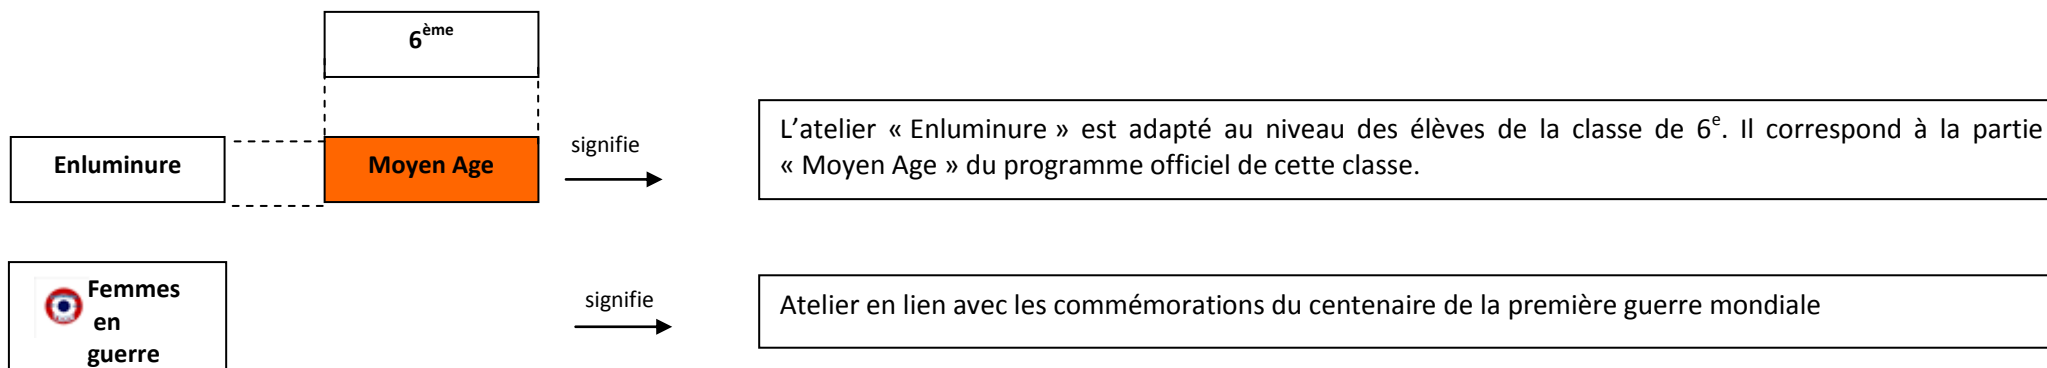 6ème
Enluminure
Moyen Age
signifie
L’atelier « Enluminure » est adapté au niveau des élèves de la classe de 6e. Il correspond à la partie
« Moyen Age » du programme officiel de cette classe.
Femmes
en
guerre
signifie
Atelier en lien avec les commémorations du centenaire de la première guerre mondiale